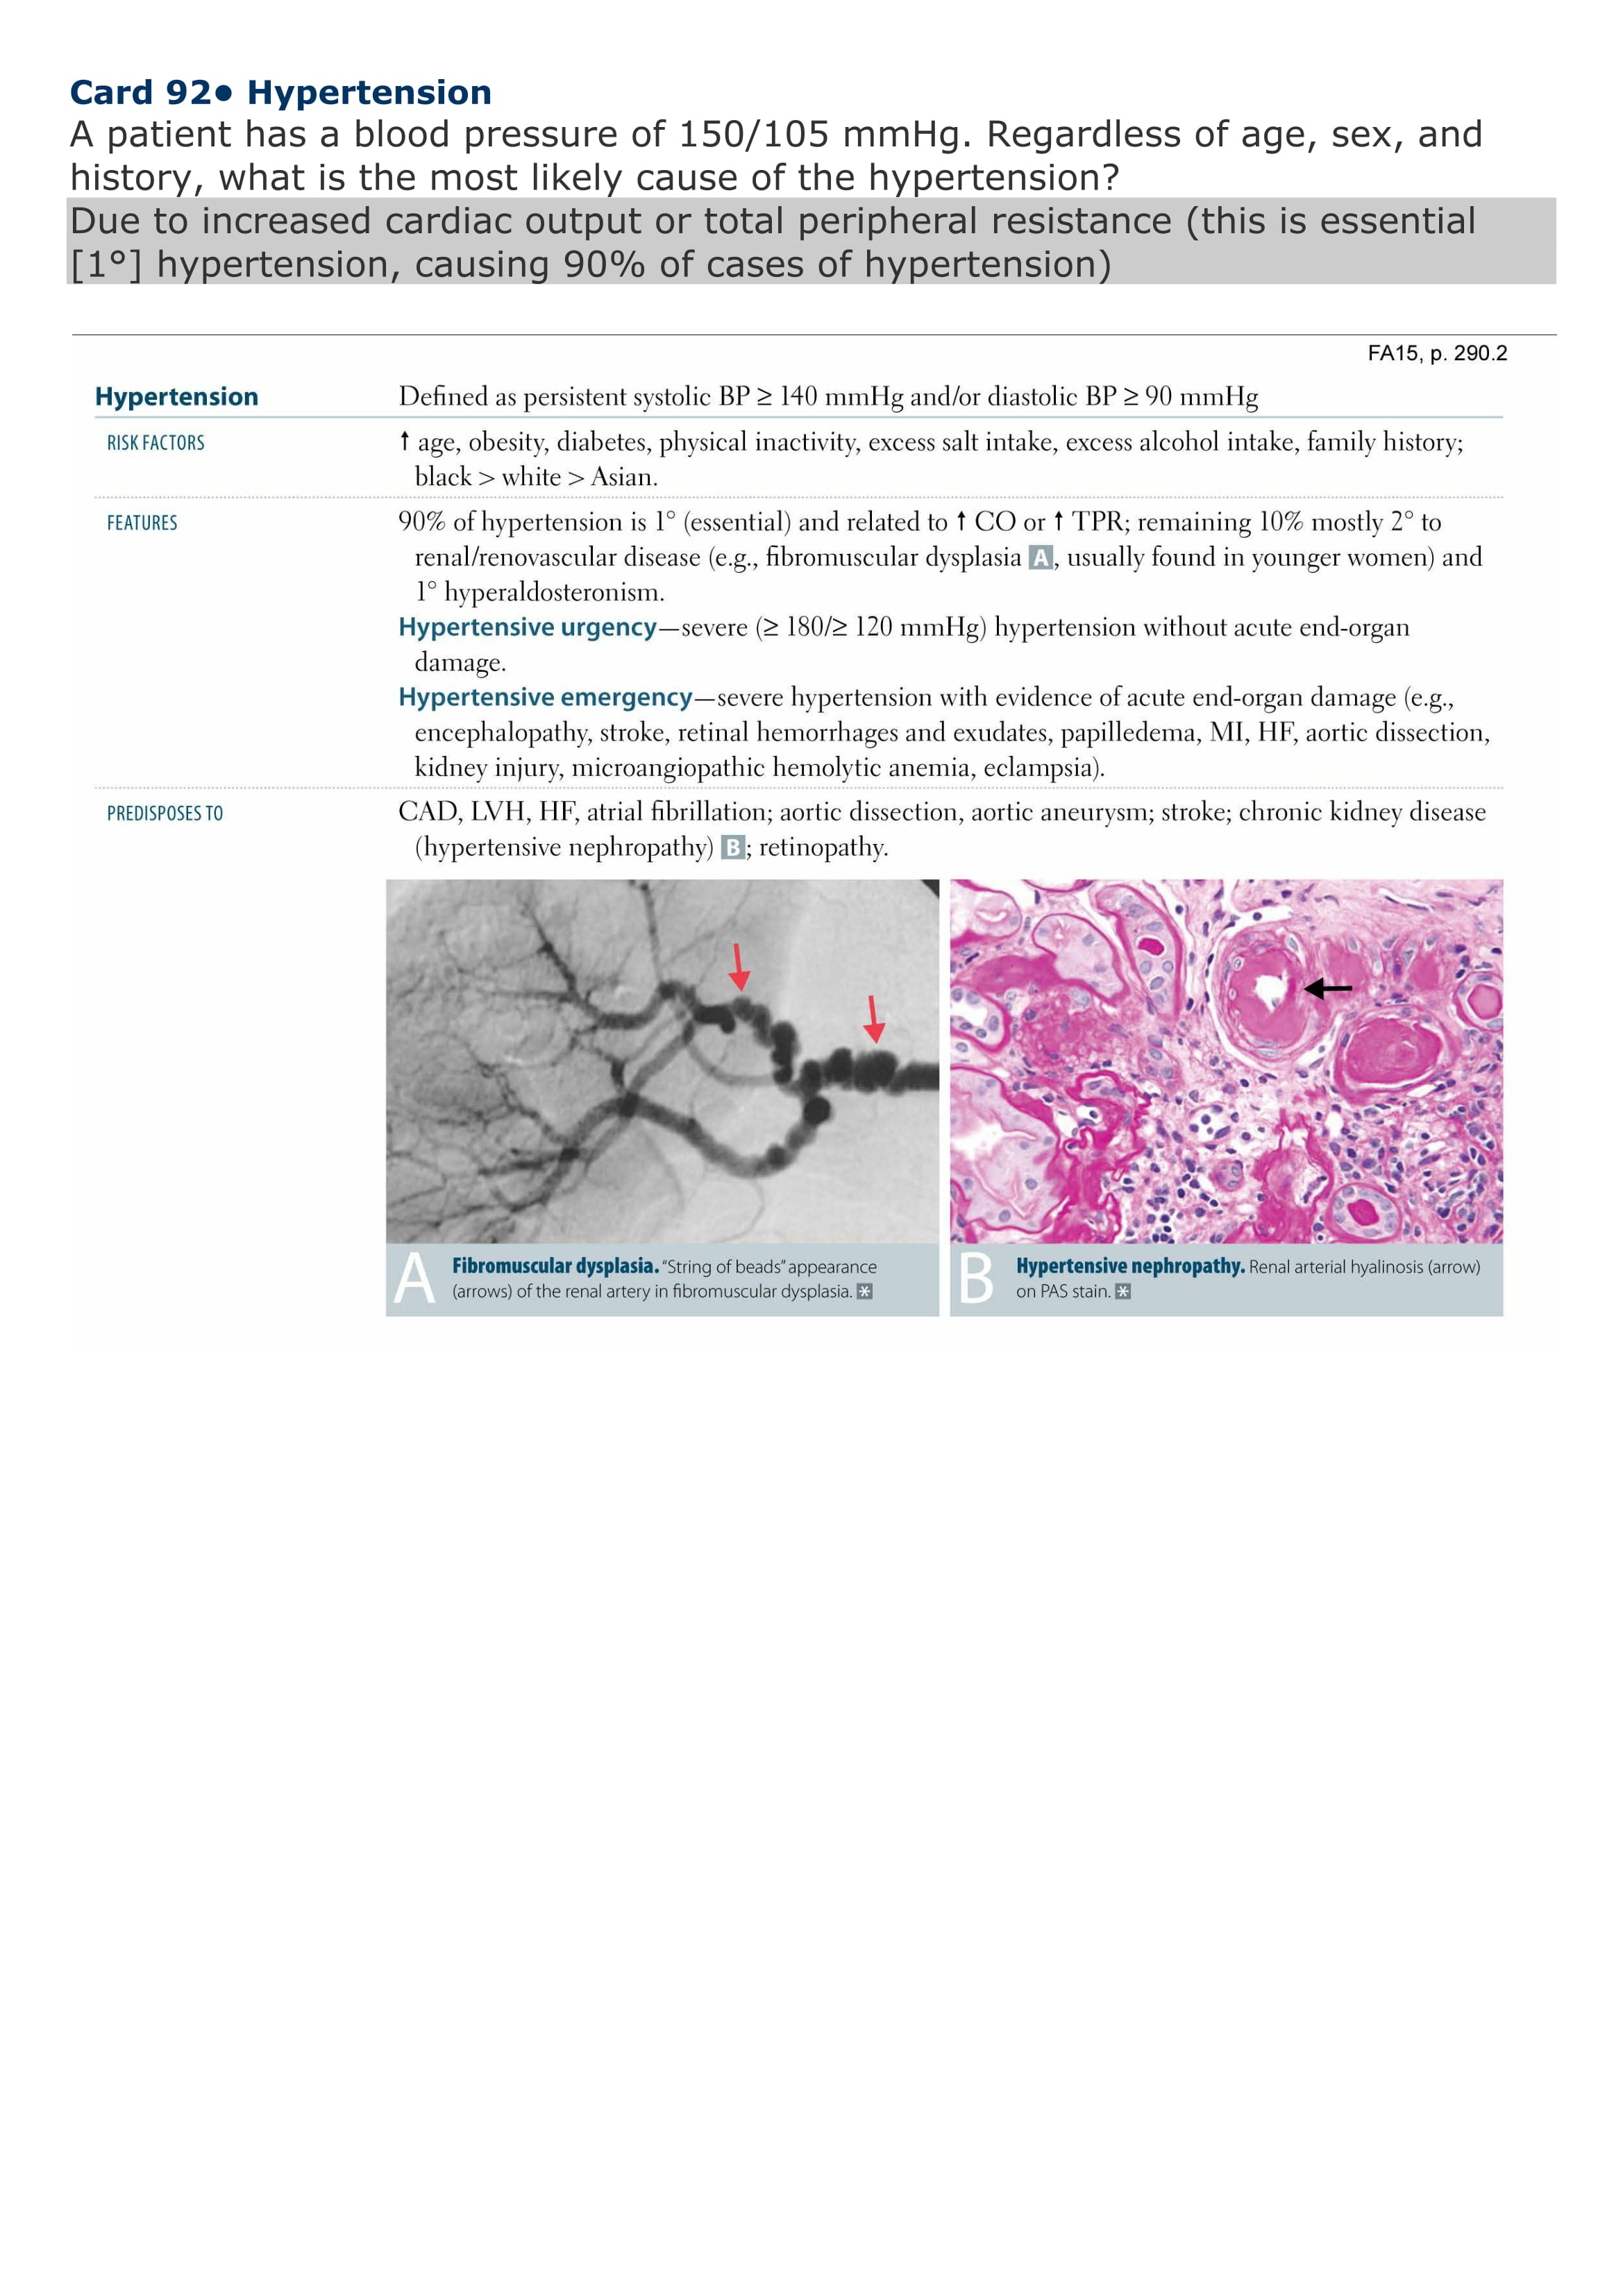 Card 92● Hypertension
A patient has a blood pressure of 150/105 mmHg. Regardless of age, sex, and
history, what is the most likely cause of the hypertension?
Due to increased cardiac output or total peripheral resistance (this is essential
[1°] hypertension, causing 90% of cases of hypertension)
FA15, p. 290.2
Hypertension Defined as persistent systolic BP ≥ 140 mmHg and/or diastolic BP ≥ 90 mmHg
RISK FACTORS ↑ age, obesity, diabetes, physical inactivity, excess salt intake, excess alcohol intake, family history;
black > white > Asian.
FEATURES 90% of hypertension is 1° (essential) and related to ↑ CO or ↑ TPR; remaining 10% mostly 2° to
renal/renovascular disease (e.g., fibromuscular dysplasia A, usually found in younger women) and
1° hyperaldosteronism.
Hypertensive urgency—severe (≥ 180/≥ 120 mmHg) hypertension without acute end-organ
damage.
Hypertensive emergency—severe hypertension with evidence of acute end-organ damage (e.g.,
encephalopathy, stroke, retinal hemorrhages and exudates, papilledema, MI, HF, aortic dissection,
kidney injury, microangiopathic hemolytic anemia, eclampsia).
PREDISPOSES TO CAD, LVH, HF, atrial fibrillation; aortic dissection, aortic aneurysm; stroke; chronic kidney disease
(hypertensive nephropathy) B; retinopathy.
A Fibromuscular dysplasia. "String of beads" appearance
(arrows) of the renal artery in fibromuscular dysplasia. *
B Hypertensive nephropathy. Renal arterial hyalinosis (arrow)
on PAS stain. *